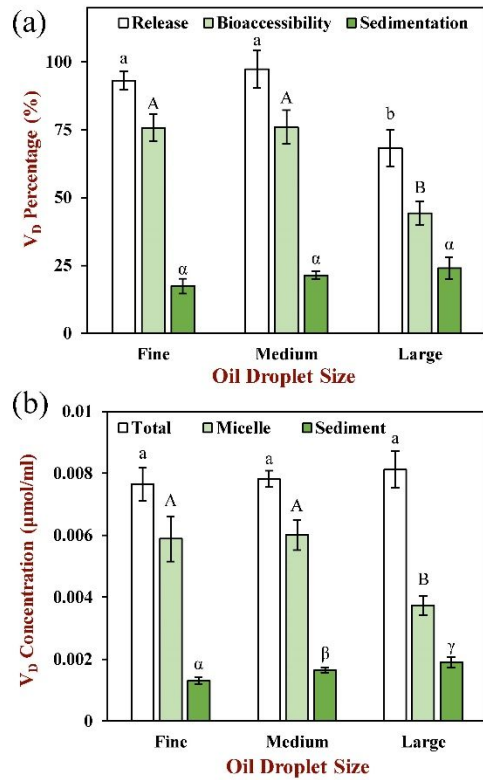 (a)
Release Bioaccessibility Sedimentation
V_D Percentage (%)
100
75
50
25
0
a A α
a A α
b B α
Fine Medium Large
Oil Droplet Size
(b)
Total Micelle Sediment
V_D Concentration (µmol/ml)
0.01
0.008
0.006
0.004
0.002
0
a A α
a A β
a B γ
Fine Medium Large
Oil Droplet Size